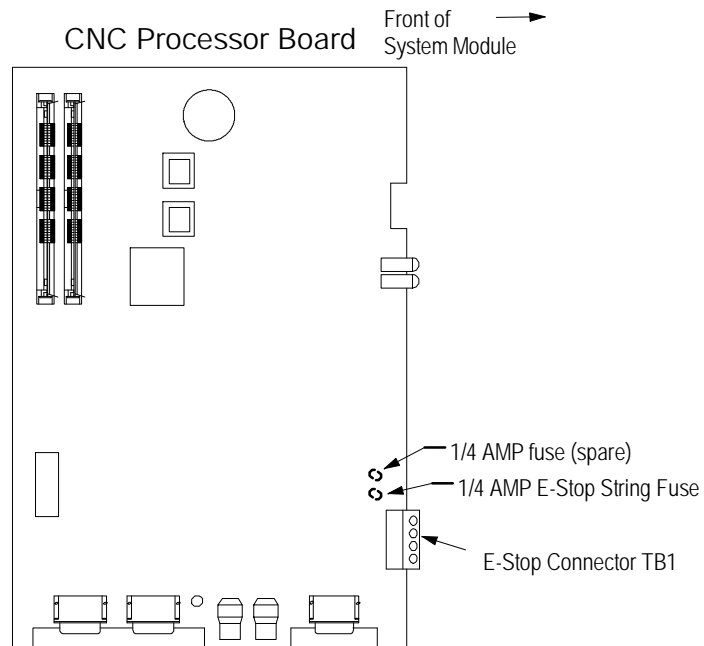 CNC Processor Board
Front of
System Module
1/4 AMP fuse (spare)
1/4 AMP E-Stop String Fuse
E-Stop Connector TB1